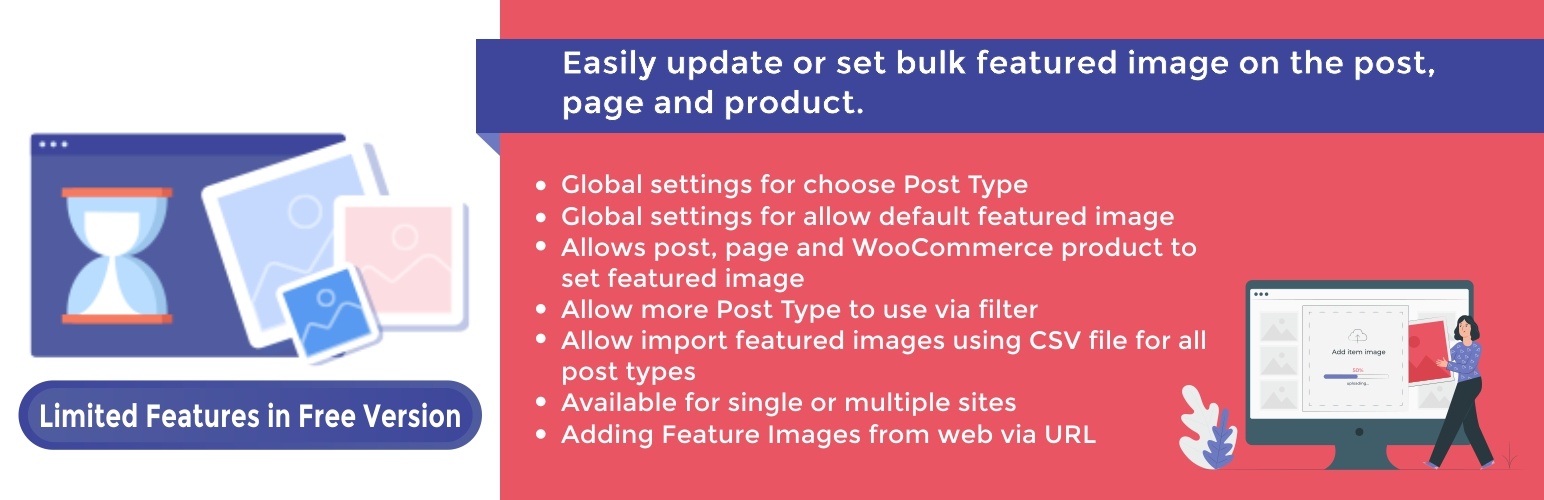 Easily update or set bulk featured image on the post,
page and product.
Global settings for choose Post Type
Global settings for allow default featured image
Allows post, page and WooCommerce product to
set featured image
Allow more Post Type to use via filter
Allow import featured images using CSV file for all
post types
Available for single or multiple sites
Adding Feature Images from web via URL
Limited Features in Free Version
Add item image
50%
uploading...